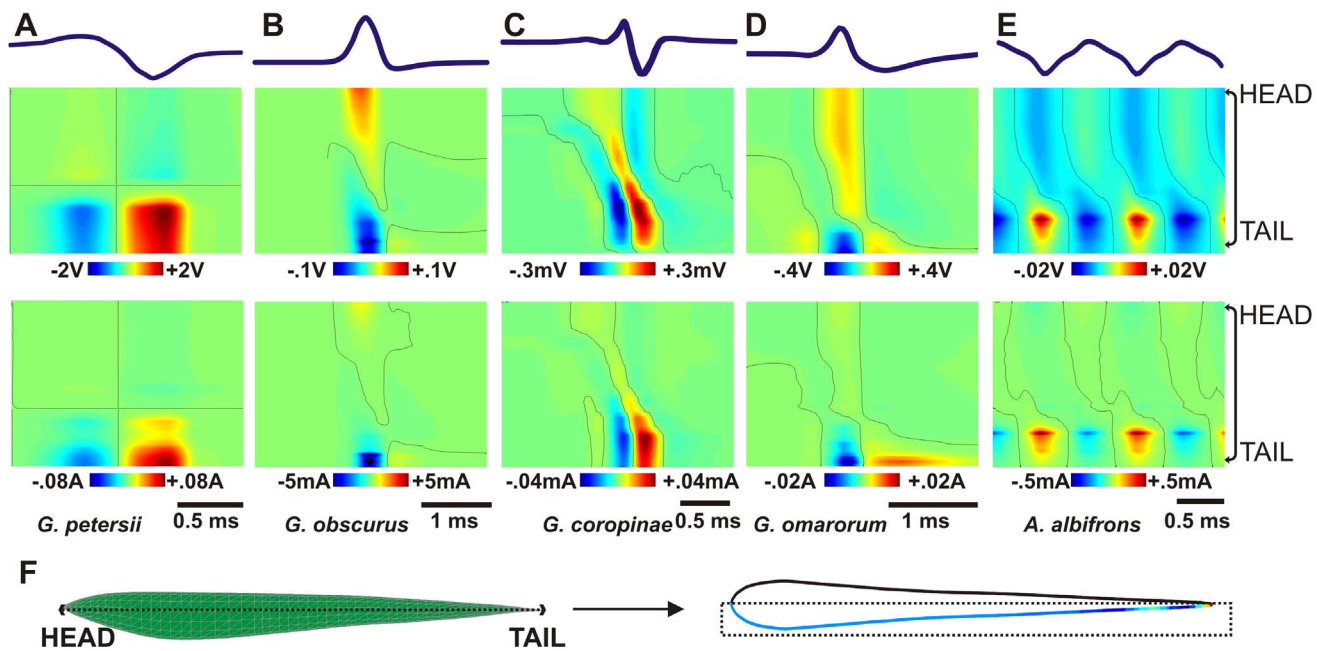 A B C D E
HEAD
TAIL
-2V +2V -.1V +.1V -.3mV +.3mV -.4V +.4V -.02V +.02V
HEAD
TAIL
-.08A +.08A -5mA +5mA -.04mA +.04mA -.02A +.02A -.5mA +.5mA
0.5 ms 1 ms 0.5 ms 1 ms 0.5 ms
G. petersii G. obscurus G. coropinae G. omarorum A. albifrons
F
HEAD TAIL